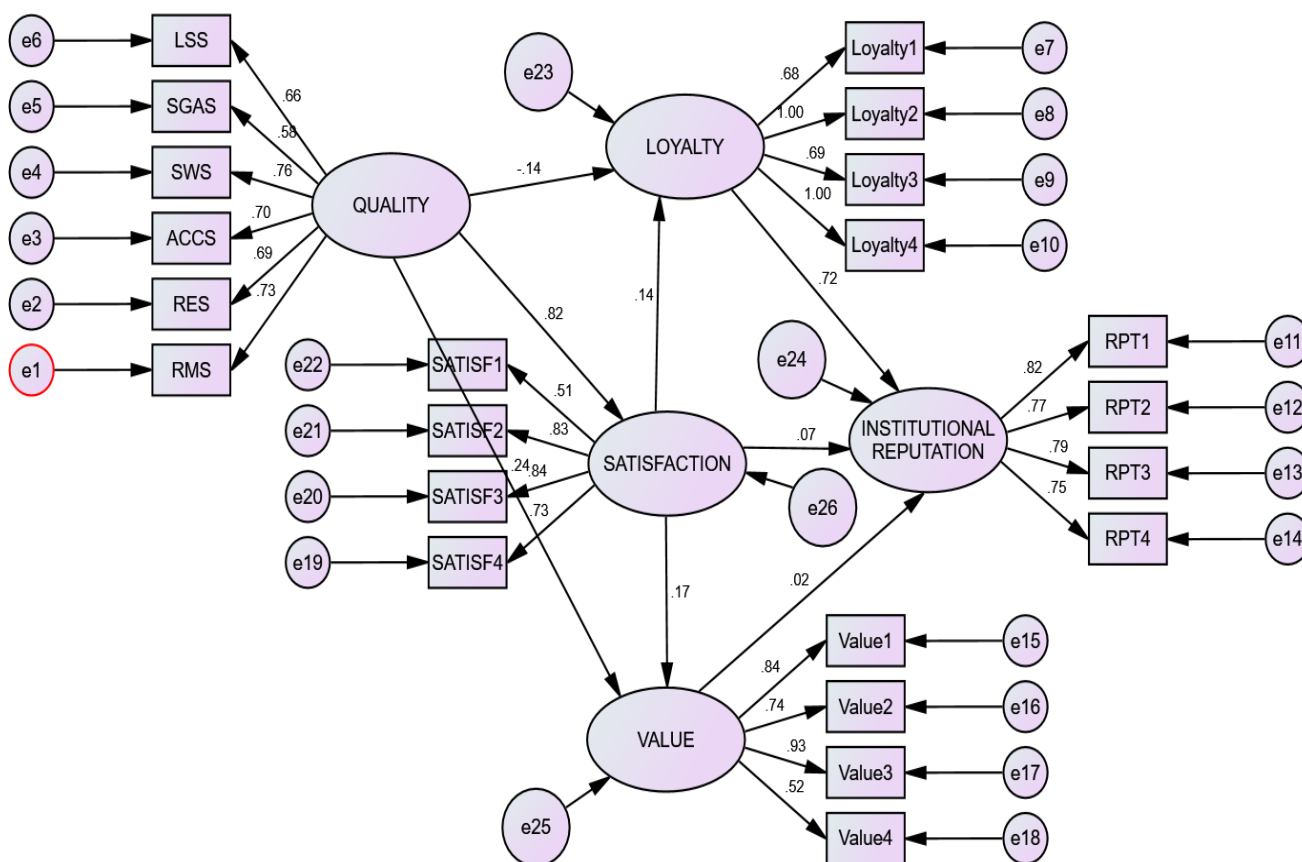 e6
LSS
e5
SGAS
e4
SWS
e3
ACCS
e2
RES
e1
RMS
.66
.58
.76
.70
.69
.73
QUALITY
-.14
.82
.24
e23
LOYALTY
.68
1.00
.69
1.00
Loyalty1
e7
Loyalty2
e8
Loyalty3
e9
Loyalty4
e10
.72
.14
e22
SATISF1
e21
SATISF2
e20
SATISF3
e19
SATISF4
.51
.83
.84
.73
SATISFACTION
.07
e26
.17
e24
INSTITUTIONAL
REPUTATION
.82
.77
.79
.75
RPT1
e11
RPT2
e12
RPT3
e13
RPT4
e14
.02
VALUE
e25
.84
.74
.93
.52
Value1
e15
Value2
e16
Value3
e17
Value4
e18